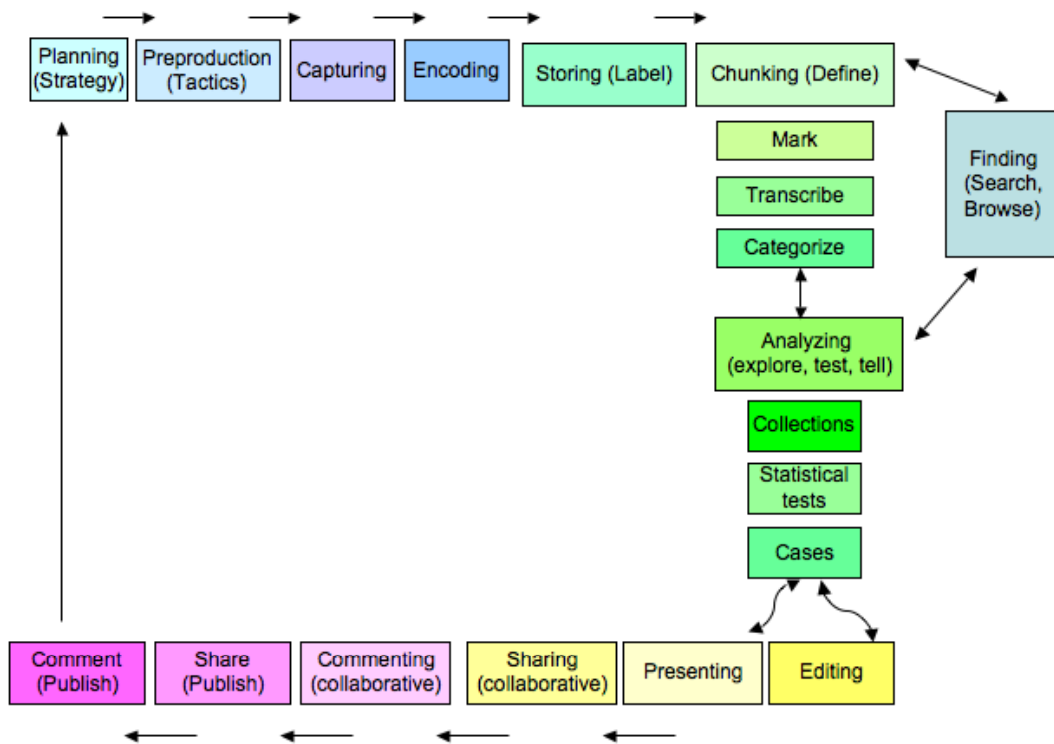 Planning
(Strategy)
Preproduction
(Tactics)
Capturing
Encoding
Storing (Label)
Chunking (Define)
Mark
Transcribe
Categorize
Finding
(Search,
Browse)
Analyzing
(explore, test, tell)
Collections
Statistical
tests
Cases
Comment
(Publish)
Share
(Publish)
Commenting
(collaborative)
Sharing
(collaborative)
Presenting
Editing